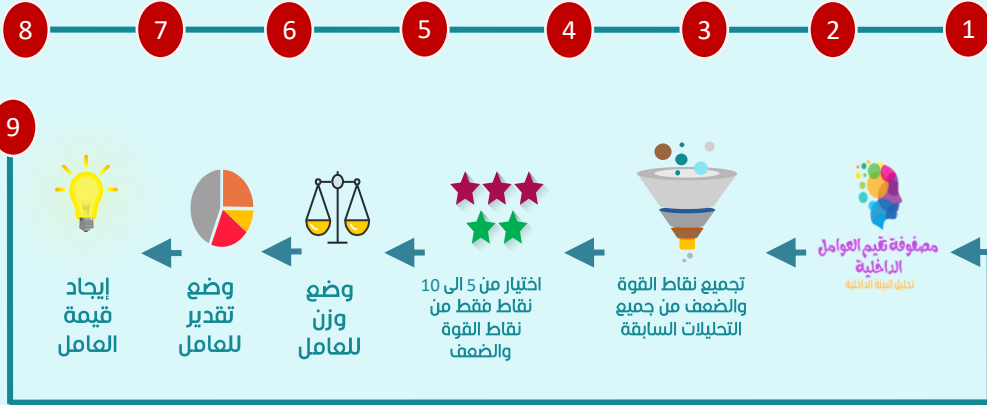 1
2
3
4
5
6
7
8
9
مصفوفة تقيم العوامل
الداخلية
تحليل البيئة الداخلية
تجميع نقاط القوة
والضعف من جميع
التحليلات السابقة
اختيار من 5 الى 10
نقاط فقط من
نقاط القوة
والضعف
وضع
وزن
للعامل
وضع
تقدير
للعامل
إيجاد
قيمة
العامل